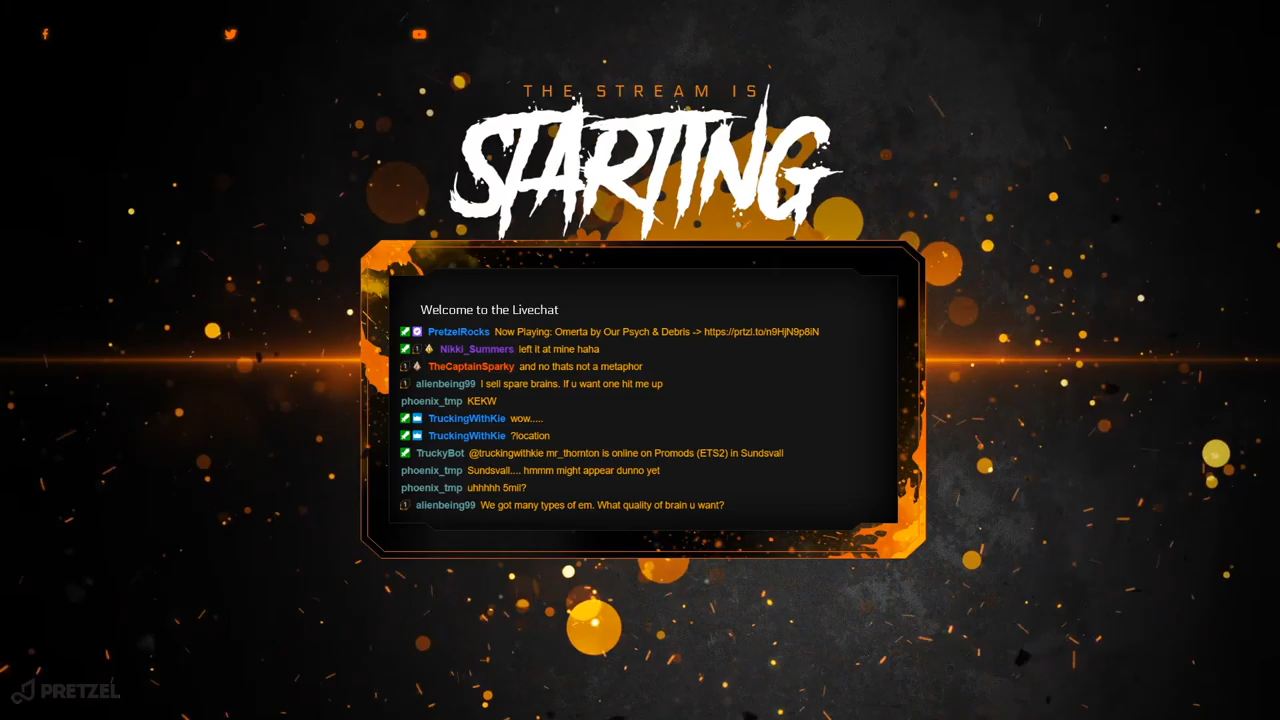 THE STREAM IS
STARTING
Welcome to the Livechat
PretzelRocks Now Playing: Omerta by Our Psych & Debris -> https://prtzl.to/n9HjN9p8iN
Nikki_Summers left it at mine haha
TheCaptainSparky and no thats not a metaphor
alienbeing99 I sell spare brains. If u want one hit me up
phoenix_tmp KEKW
TruckingWithKie wow.....
TruckingWithKie ?location
TruckyBot @truckingwithkie mr_thornton is online on Promods (ETS2) in Sundsvall
phoenix_tmp Sundsvall.... hmmm might appear dunno yet
phoenix_tmp uhhhhh 5mil?
alienbeing99 We got many types of em. What quality of brain u want?
PRETZEL